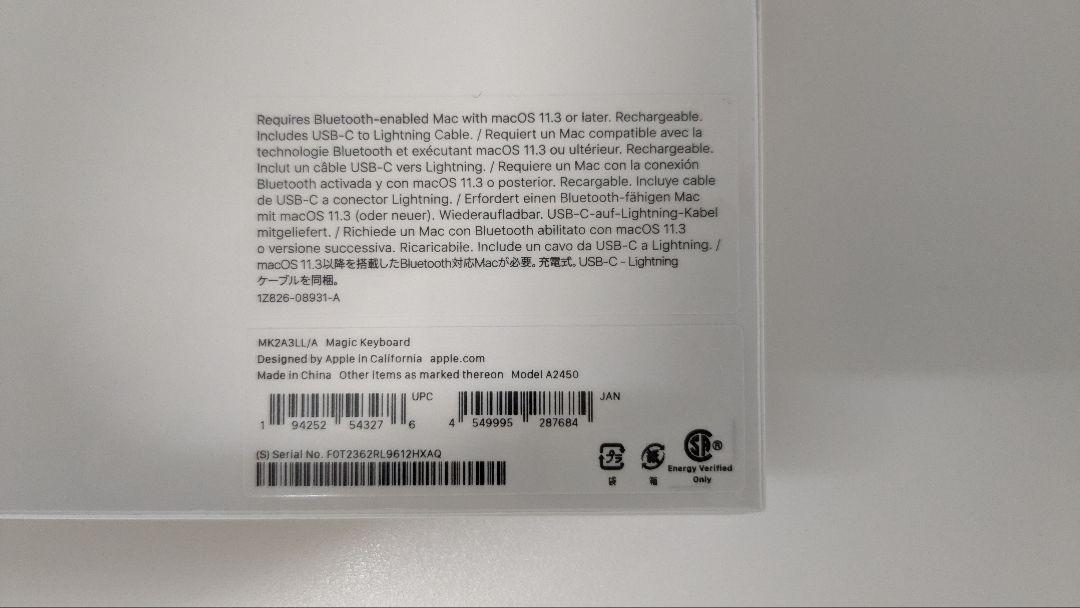 Requires Bluetooth-enabled Mac with macOS 11.3 or later. Rechargeable.
Includes USB-C to Lightning Cable. / Requiert un Mac compatible avec la
technologie Bluetooth et exécutant macOS 11.3 ou ultérieur. Rechargeable.
Inclut un câble USB-C vers Lightning. / Requiere un Mac con la conexión
Bluetooth activada y con macOS 11.3 o posterior. Recargable. Incluye cable
de USB-C a conector Lightning. / Erfordert einen Bluetooth-fähigen Mac
mit macOS 11.3 (oder neuer). Wiederaufladbar. USB-C-auf-Lightning-Kabel
mitgeliefert. / Richiede un Mac con Bluetooth abilitato con macOS 11.3
o versione successiva. Ricaricabile. Include un cavo da USB-C a Lightning. /
macOS 11.3以降を搭載したBluetooth対応Macが必要。充電式。USB-C - Lightning
ケーブルを同梱。
1Z826-08931-A
MK2A3LL/A Magic Keyboard
Designed by Apple in California apple.com
Made in China Other items as marked thereon Model A2450
UPC
1 94252 54327 6
JAN
4 549995 287684
(S) Serial No. F0T2362RL9612HXAQ
プラ
袋
紙
箱
SA®
Energy Verified
Only